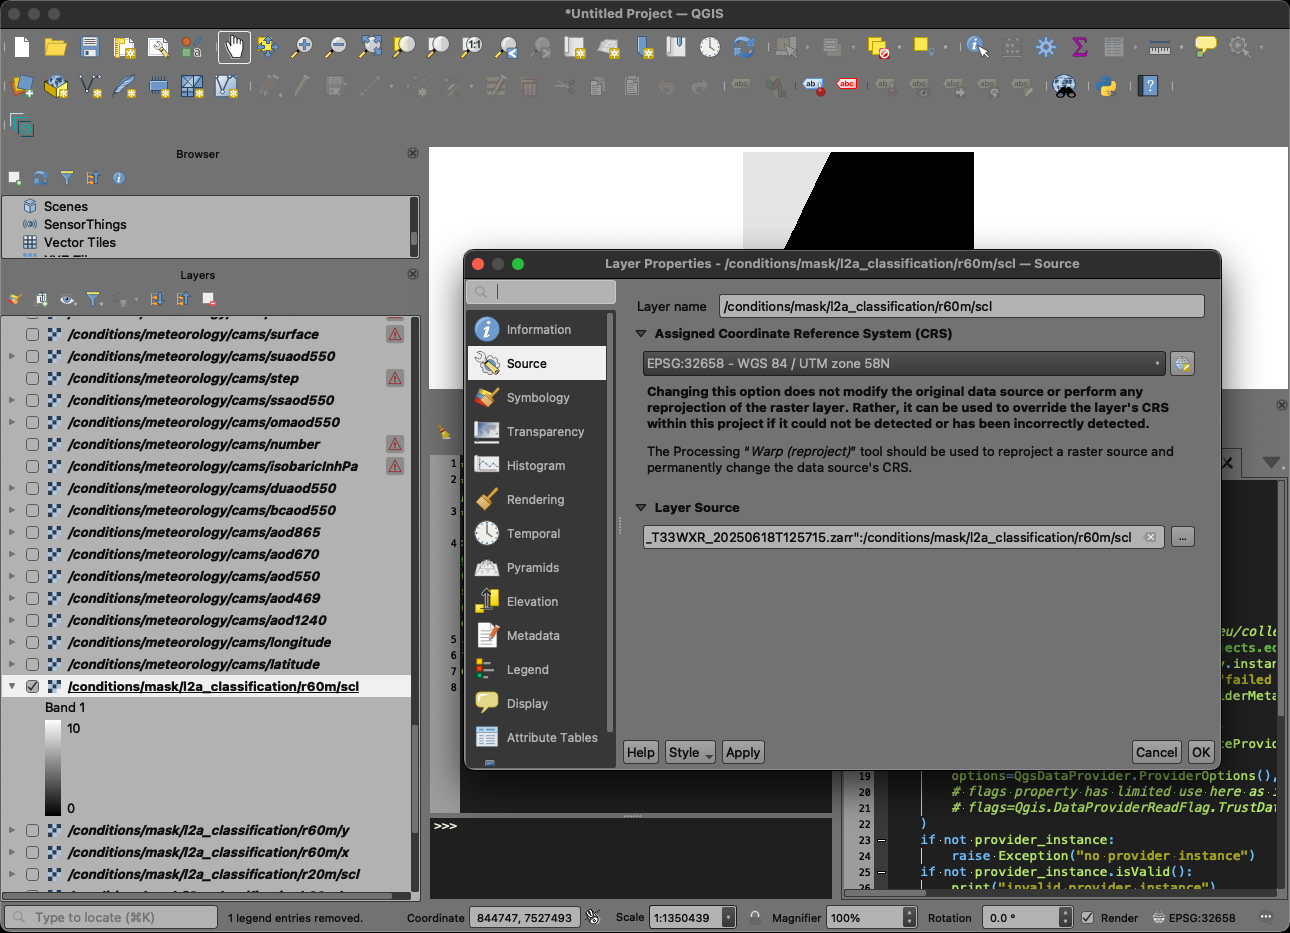 *Untitled Project — QGIS
Browser
Scenes
SensorThings
Vector Tiles
Layers
/conditions/meteorology/cams/surface
/conditions/meteorology/cams/suaod550
/conditions/meteorology/cams/step
/conditions/meteorology/cams/ssaod550
/conditions/meteorology/cams/omaod550
/conditions/meteorology/cams/number
/conditions/meteorology/cams/isobaricInhPa
/conditions/meteorology/cams/duaod550
/conditions/meteorology/cams/bcaod550
/conditions/meteorology/cams/aod865
/conditions/meteorology/cams/aod670
/conditions/meteorology/cams/aod550
/conditions/meteorology/cams/aod469
/conditions/meteorology/cams/aod1240
/conditions/meteorology/cams/longitude
/conditions/meteorology/cams/latitude
/conditions/mask/l2a_classification/r60m/scl
Band 1
10
0
/conditions/mask/l2a_classification/r60m/y
/conditions/mask/l2a_classification/r60m/x
/conditions/mask/l2a_classification/r20m/scl
Layer Properties - /conditions/mask/l2a_classification/r60m/scl — Source
Information
Source
Symbology
Transparency
Histogram
Rendering
Temporal
Pyramids
Elevation
Metadata
Legend
Display
Attribute Tables
Layer name /conditions/mask/l2a_classification/r60m/scl
Assigned Coordinate Reference System (CRS)
EPSG:32658 - WGS 84 / UTM zone 58N
Changing this option does not modify the original data source or perform any
reprojection of the raster layer. Rather, it can be used to override the layer's CRS
within this project if it could not be detected or has been incorrectly detected.
The Processing "Warp (reproject)" tool should be used to reproject a raster source and
permanently change the data source's CRS.
Layer Source
_T33WXR_20250618T125715.zarr":/conditions/mask/l2a_classification/r60m/scl
...
Help Style Apply Cancel OK
1
2
3
4
5
6
7
8
>>>
eu/colle
ects.ed
y.instan
"failed
derMeta
teProvid
19 options=QgsDataProvider.ProviderOptions(),
20 # flags property has limited use here as
21 # flags=Qgis.DataProviderReadFlag.TrustDat
22 )
23 if not provider_instance:
24 raise Exception("no provider instance")
25 if not provider_instance.isValid():
26 print("invalid provider instance")
Type to locate (⌘K) 1 legend entries removed. Coordinate 844747, 7527493 Scale 1:1350439 Magnifier 100% Rotation 0.0 ° Render EPSG:32658